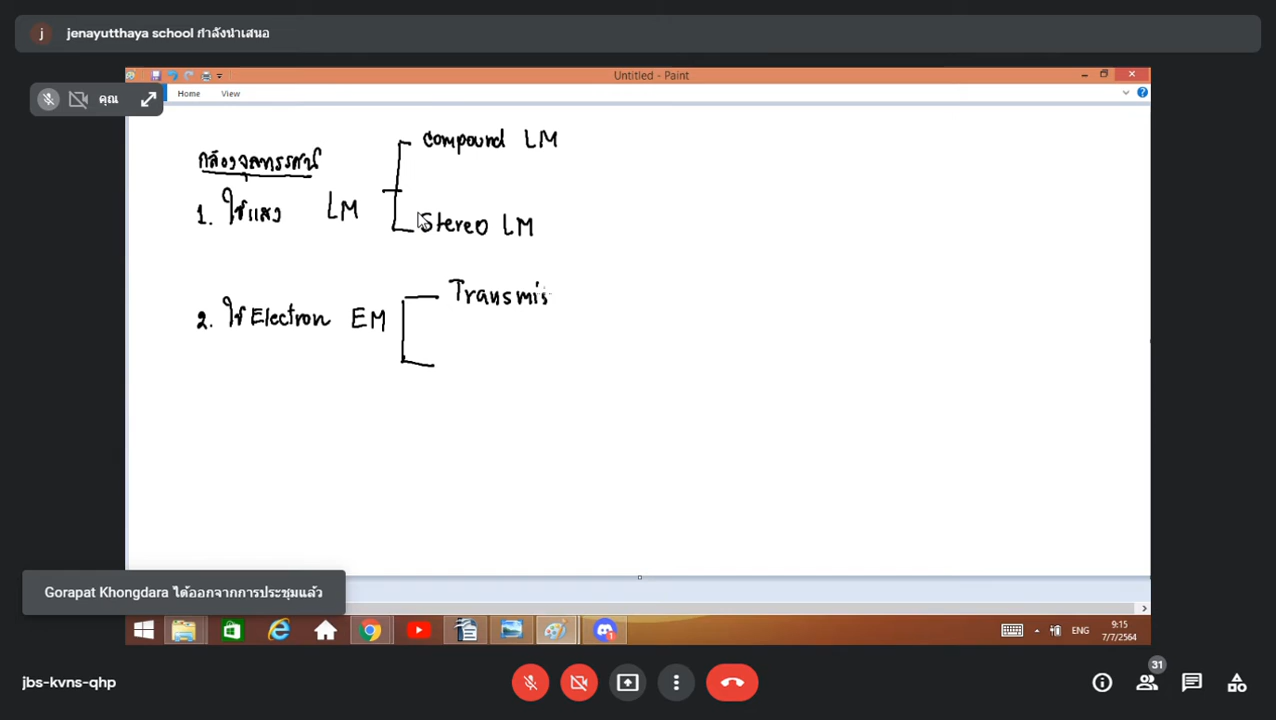 j jenayutthaya school กำลังนำเสนอ
Untitled - Paint
คุณ
Home View
กล้องจุลทรรศน์
compound LM
1. ใช้แสง LM
Stereo LM
Transmis
2. ใช้ Electron EM
Gorapat Khongdara ได้ออกจากการประชุมแล้ว
ENG
9:15
7/7/2564
1
jbs-kvns-qhp
31